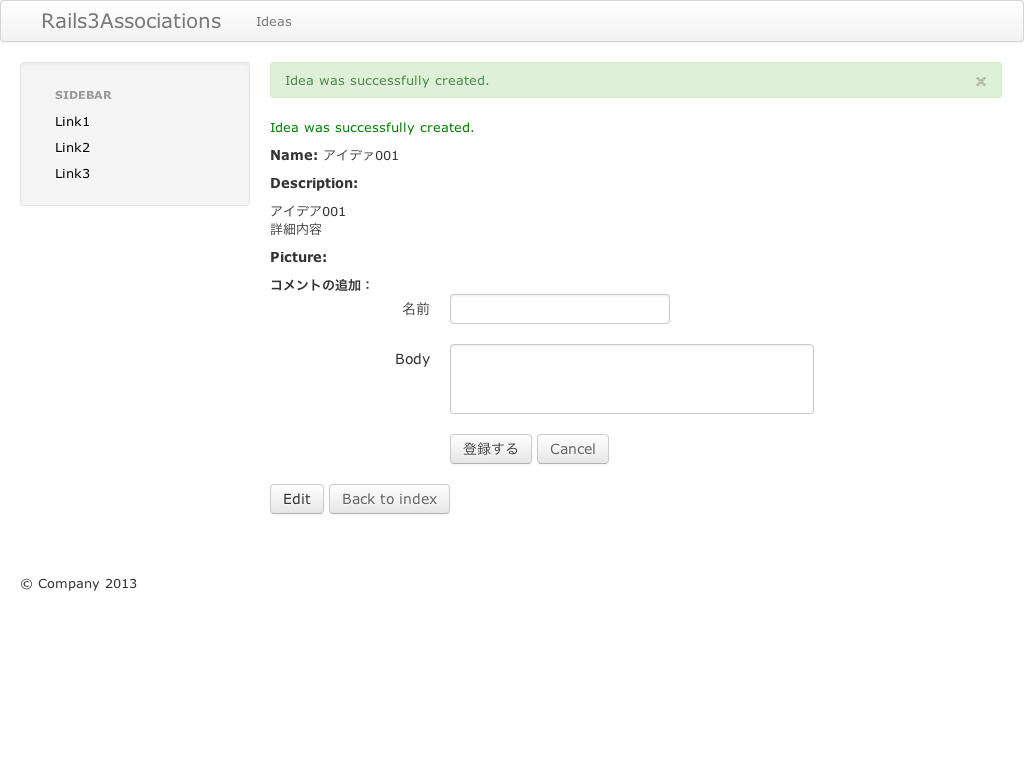 Rails3Associations Ideas
SIDEBAR
Link1
Link2
Link3
Idea was successfully created. ×
Idea was successfully created.
Name: アイディア001
Description:
アイデア001
詳細内容
Picture:
コメントの追加：
名前
Body
登録する Cancel
Edit Back to index
© Company 2013